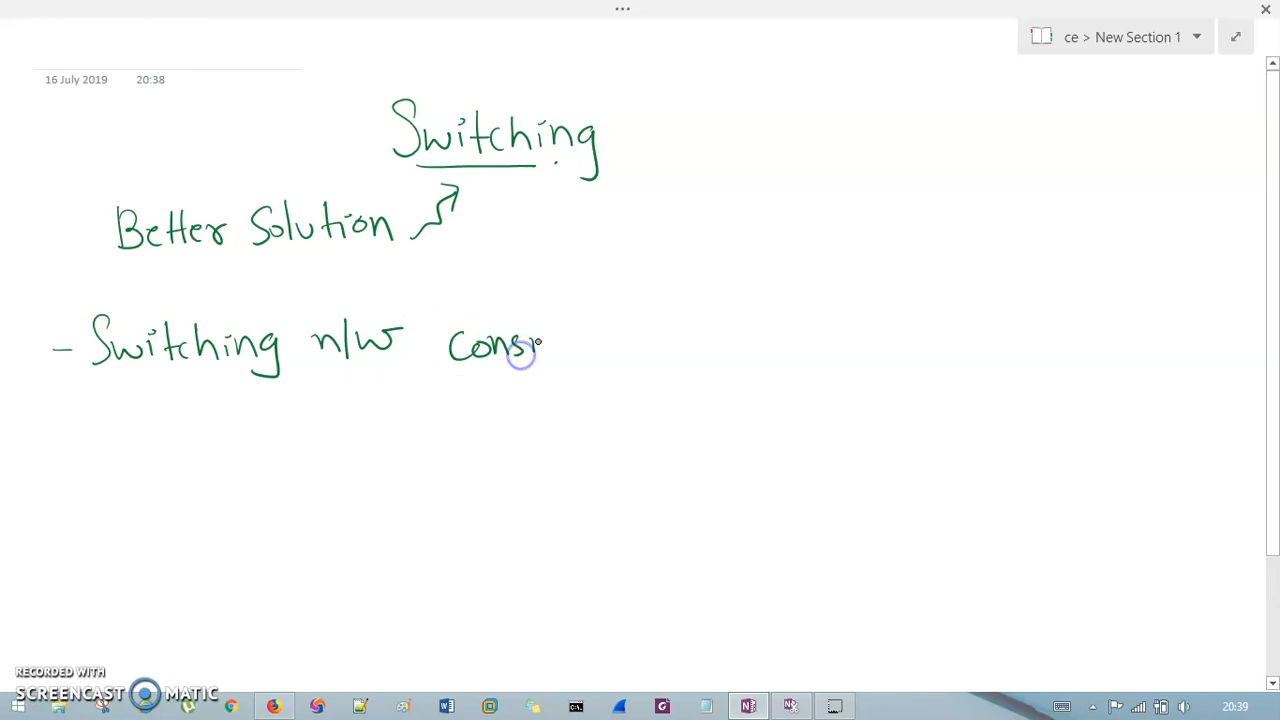 ce > New Section 1
16 July 2019 20:38
Switching
Better Solution
- Switching n/w
RECORDED WITH
SCREENCAST MATIC
20:39